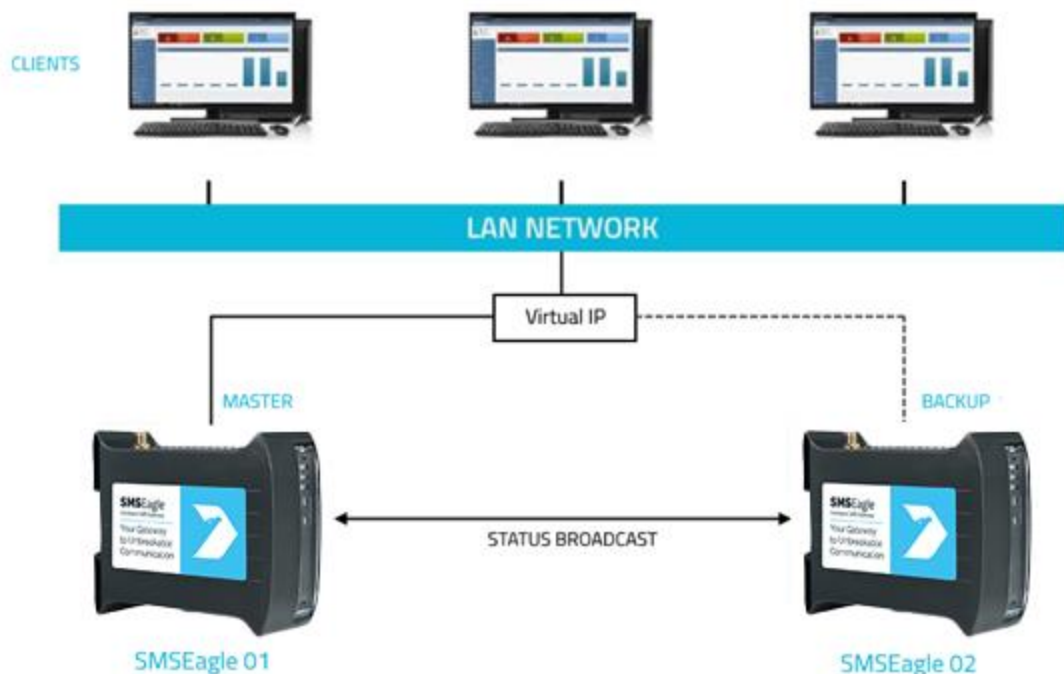 CLIENTS
LAN NETWORK
Virtual IP
MASTER
BACKUP
SMSEagle
Your Gateway
to Unbreakable
Communication
SMSEagle
Your Gateway
to Unbreakable
Communication
STATUS BROADCAST
SMSEagle 01
SMSEagle 02